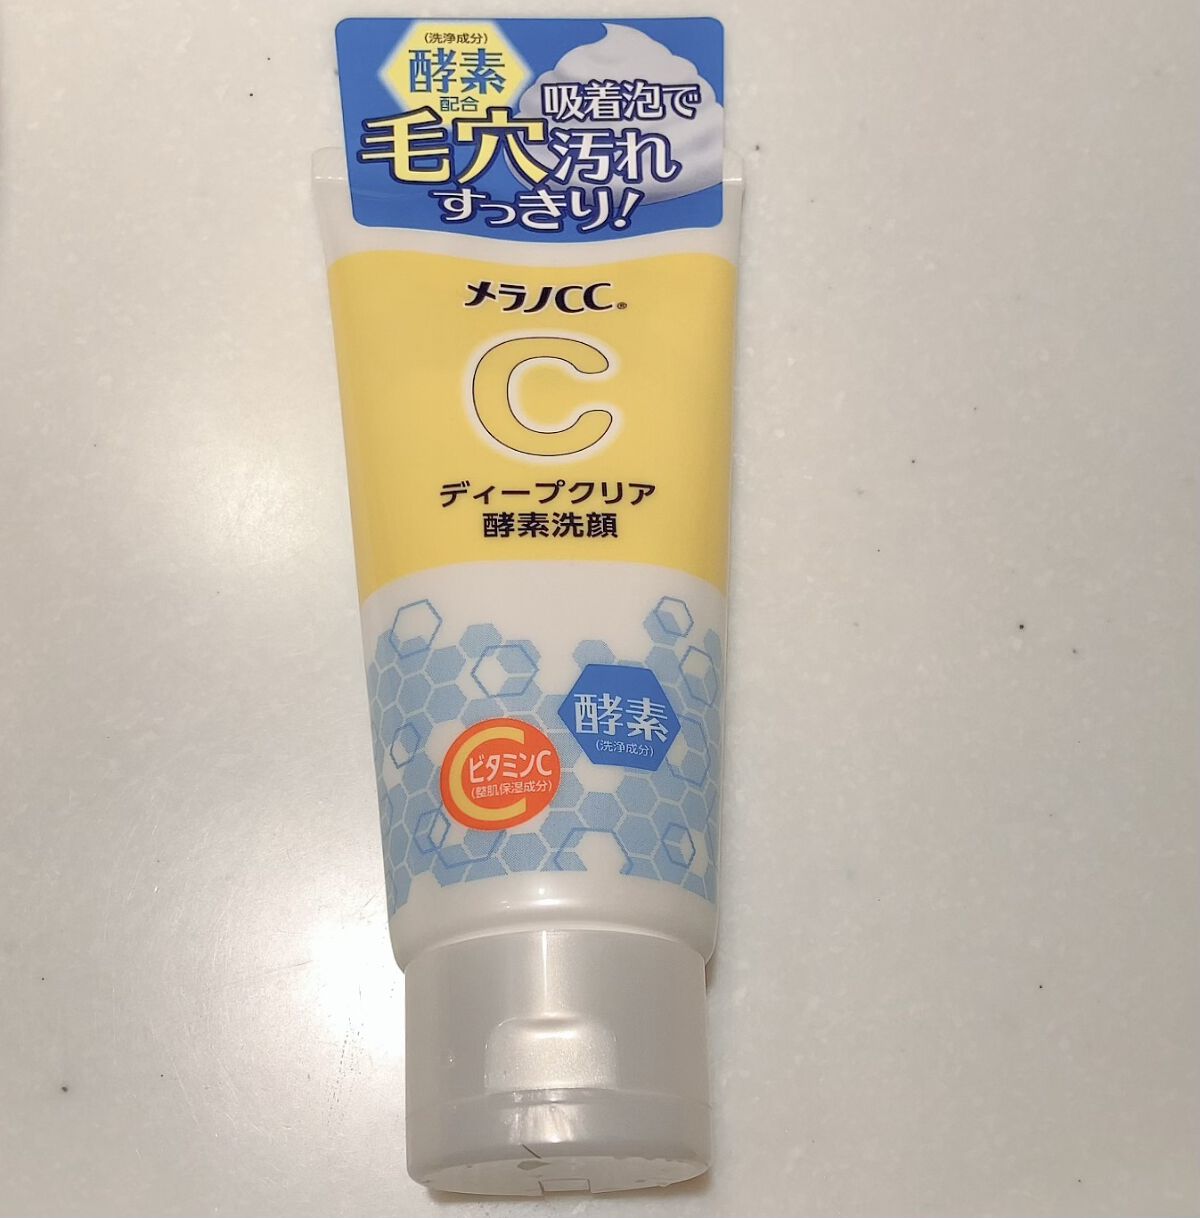 (洗浄成分)
酵素
配合
吸着泡で
毛穴汚れ
すっきり!
メラノCC®
C
ディープクリア
酵素洗顔
酵素
(洗浄成分)
C
ビタミンC
(整肌保湿成分)